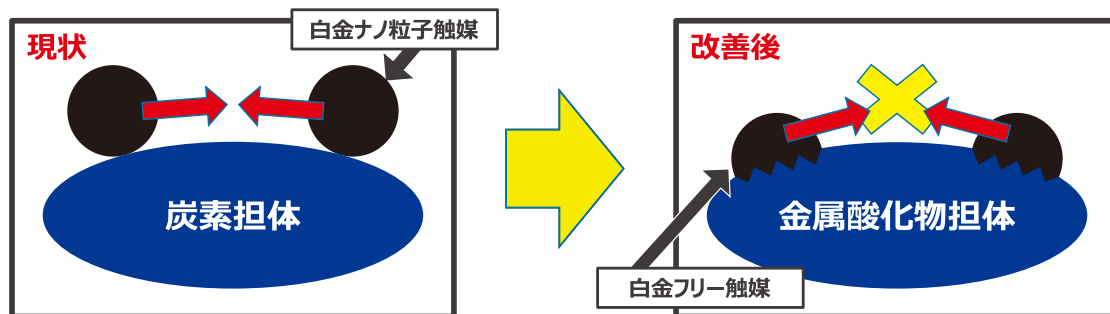 現状
白金ナノ粒子触媒
炭素担体
改善後
金属酸化物担体
白金フリー触媒